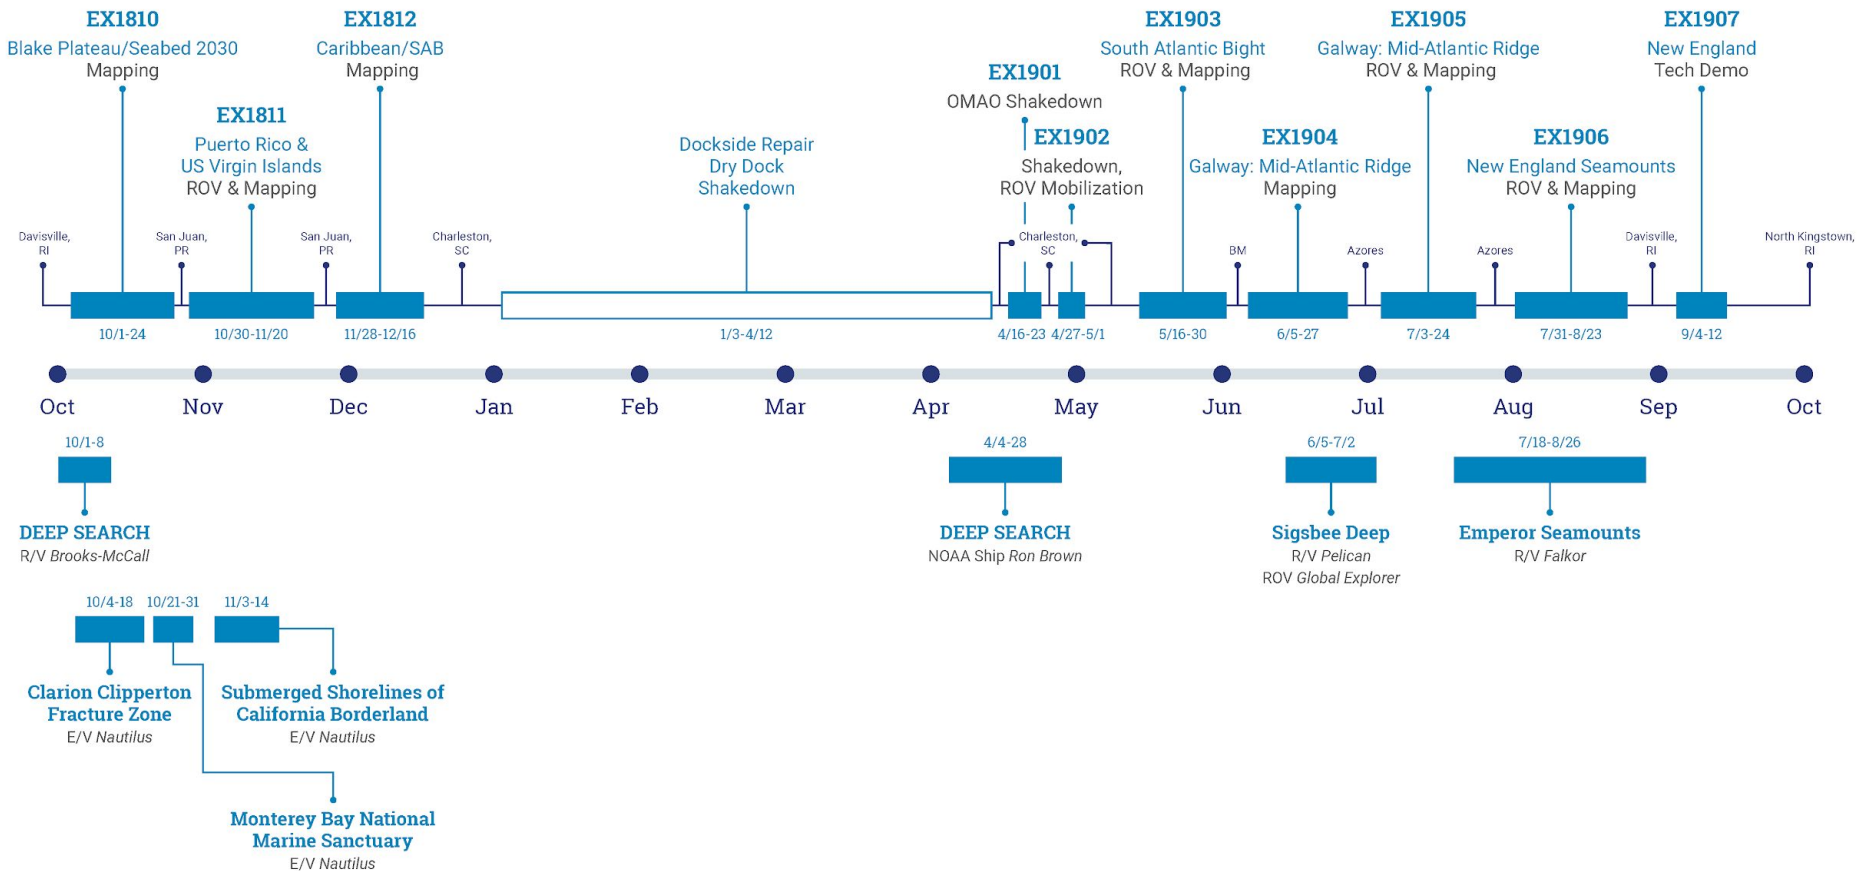 EX1810
Blake Plateau/Seabed 2030
Mapping
EX1811
Puerto Rico &
US Virgin Islands
ROV & Mapping
EX1812
Caribbean/SAB
Mapping
Dockside Repair
Dry Dock
Shakedown
EX1901
OMAO Shakedown
EX1902
Shakedown,
ROV Mobilization
EX1903
South Atlantic Bight
ROV & Mapping
EX1904
Galway: Mid-Atlantic Ridge
Mapping
EX1905
Galway: Mid-Atlantic Ridge
ROV & Mapping
EX1906
New England Seamounts
ROV & Mapping
EX1907
New England
Tech Demo
Davisville,
RI
San Juan,
PR
San Juan,
PR
Charleston,
SC
Charleston,
SC
BM
Azores
Azores
Davisville,
RI
North Kingstown,
RI
10/1-24
10/30-11/20
11/28-12/16
1/3-4/12
4/16-23
4/27-5/1
5/16-30
6/5-27
7/3-24
7/31-8/23
9/4-12
Oct
Nov
Dec
Jan
Feb
Mar
Apr
May
Jun
Jul
Aug
Sep
Oct
10/1-8
DEEP SEARCH
R/V Brooks-McCall
4/4-28
DEEP SEARCH
NOAA Ship Ron Brown
6/5-7/2
Sigsbee Deep
R/V Pelican
ROV Global Explorer
7/18-8/26
Emperor Seamounts
R/V Falkor
10/4-18
10/21-31
11/3-14
Clarion Clipperton
Fracture Zone
E/V Nautilus
Submerged Shorelines of
California Borderland
E/V Nautilus
Monterey Bay National
Marine Sanctuary
E/V Nautilus